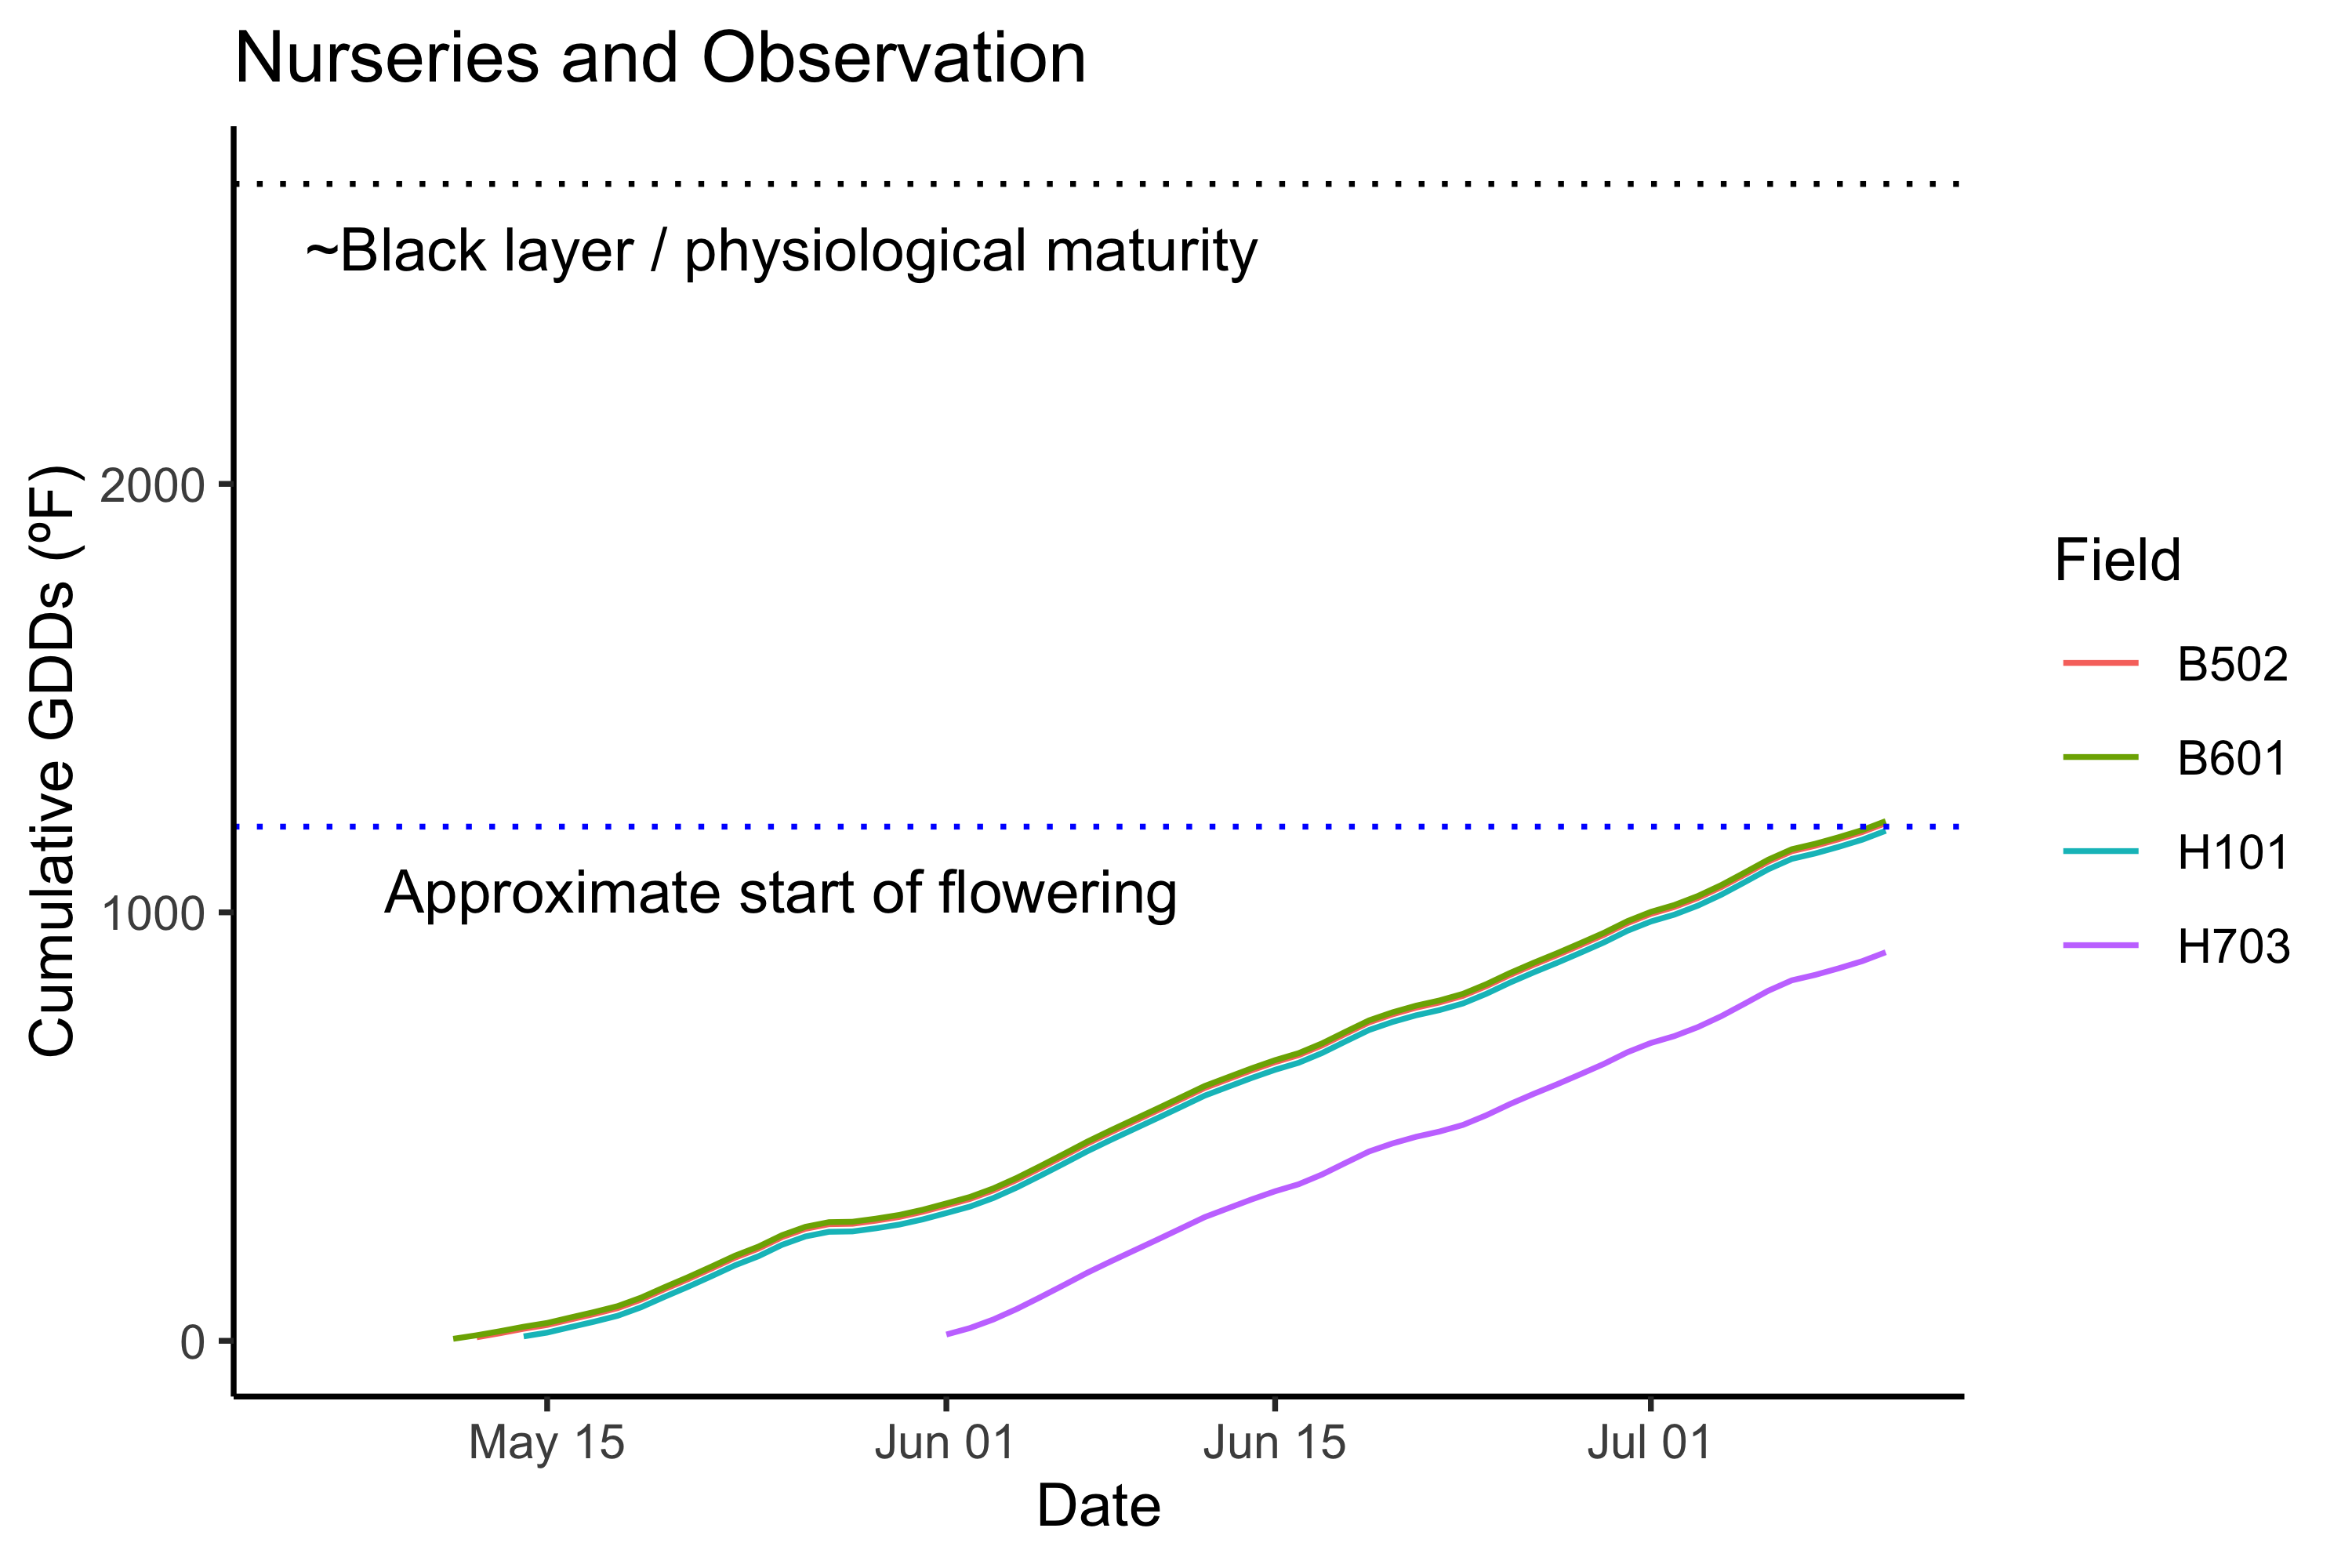 Nurseries and Observation
~Black layer / physiological maturity
Approximate start of flowering
Cumulative GDDs (ºF)
2000
1000
0
May 15
Jun 01
Jun 15
Jul 01
Date
Field
B502
B601
H101
H703